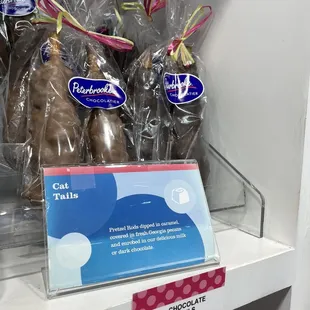 Peterbrooke
CHOCOLATIER
Peterbrooke
CHOCOLATIER
Cat
Tails
Pretzel Rods dipped in caramel,
covered in fresh Georgia pecans
and enrobed in our delicious milk
or dark chocolate.
CHOCOLATE